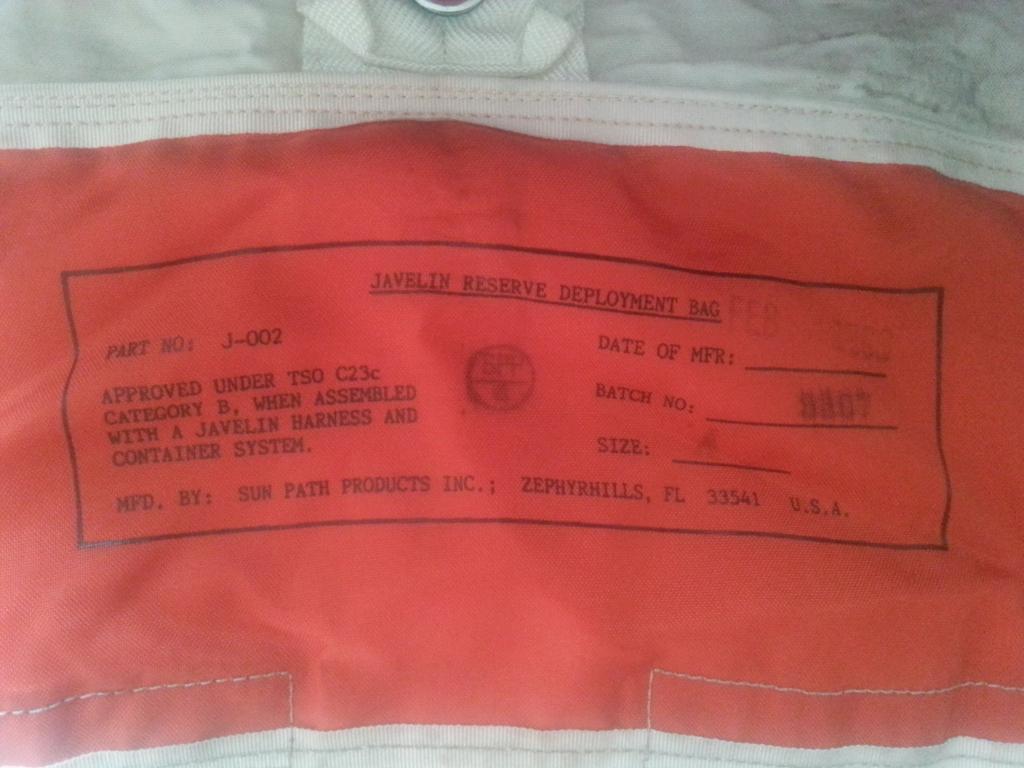 JAVELIN RESERVE DEPLOYMENT BAG
PART NO: J-002
APPROVED UNDER TSO C23c
CATEGORY B, WHEN ASSEMBLED
WITH A JAVELIN HARNESS AND
CONTAINER SYSTEM.
FEB
DATE OF MFR:
BATCH NO:
SIZE:
MFD. BY: SUN PATH PRODUCTS INC.; ZEPHYRHILLS, FL 33541 U.S.A.